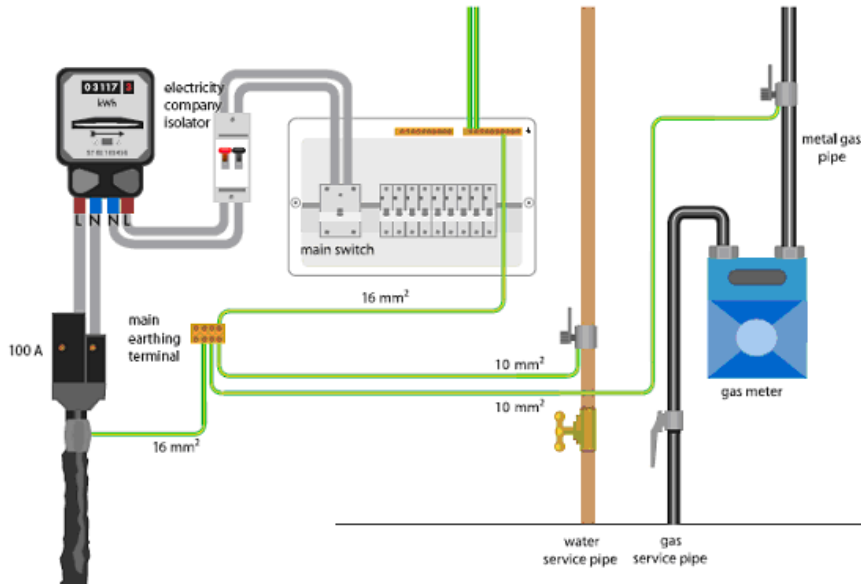 03117 3
kWh
electricity
company
isolator
L N N L
main switch
metal gas
pipe
16 mm²
main
earthing
terminal
100 A
10 mm²
10 mm²
16 mm²
gas meter
water
service pipe
gas
service pipe